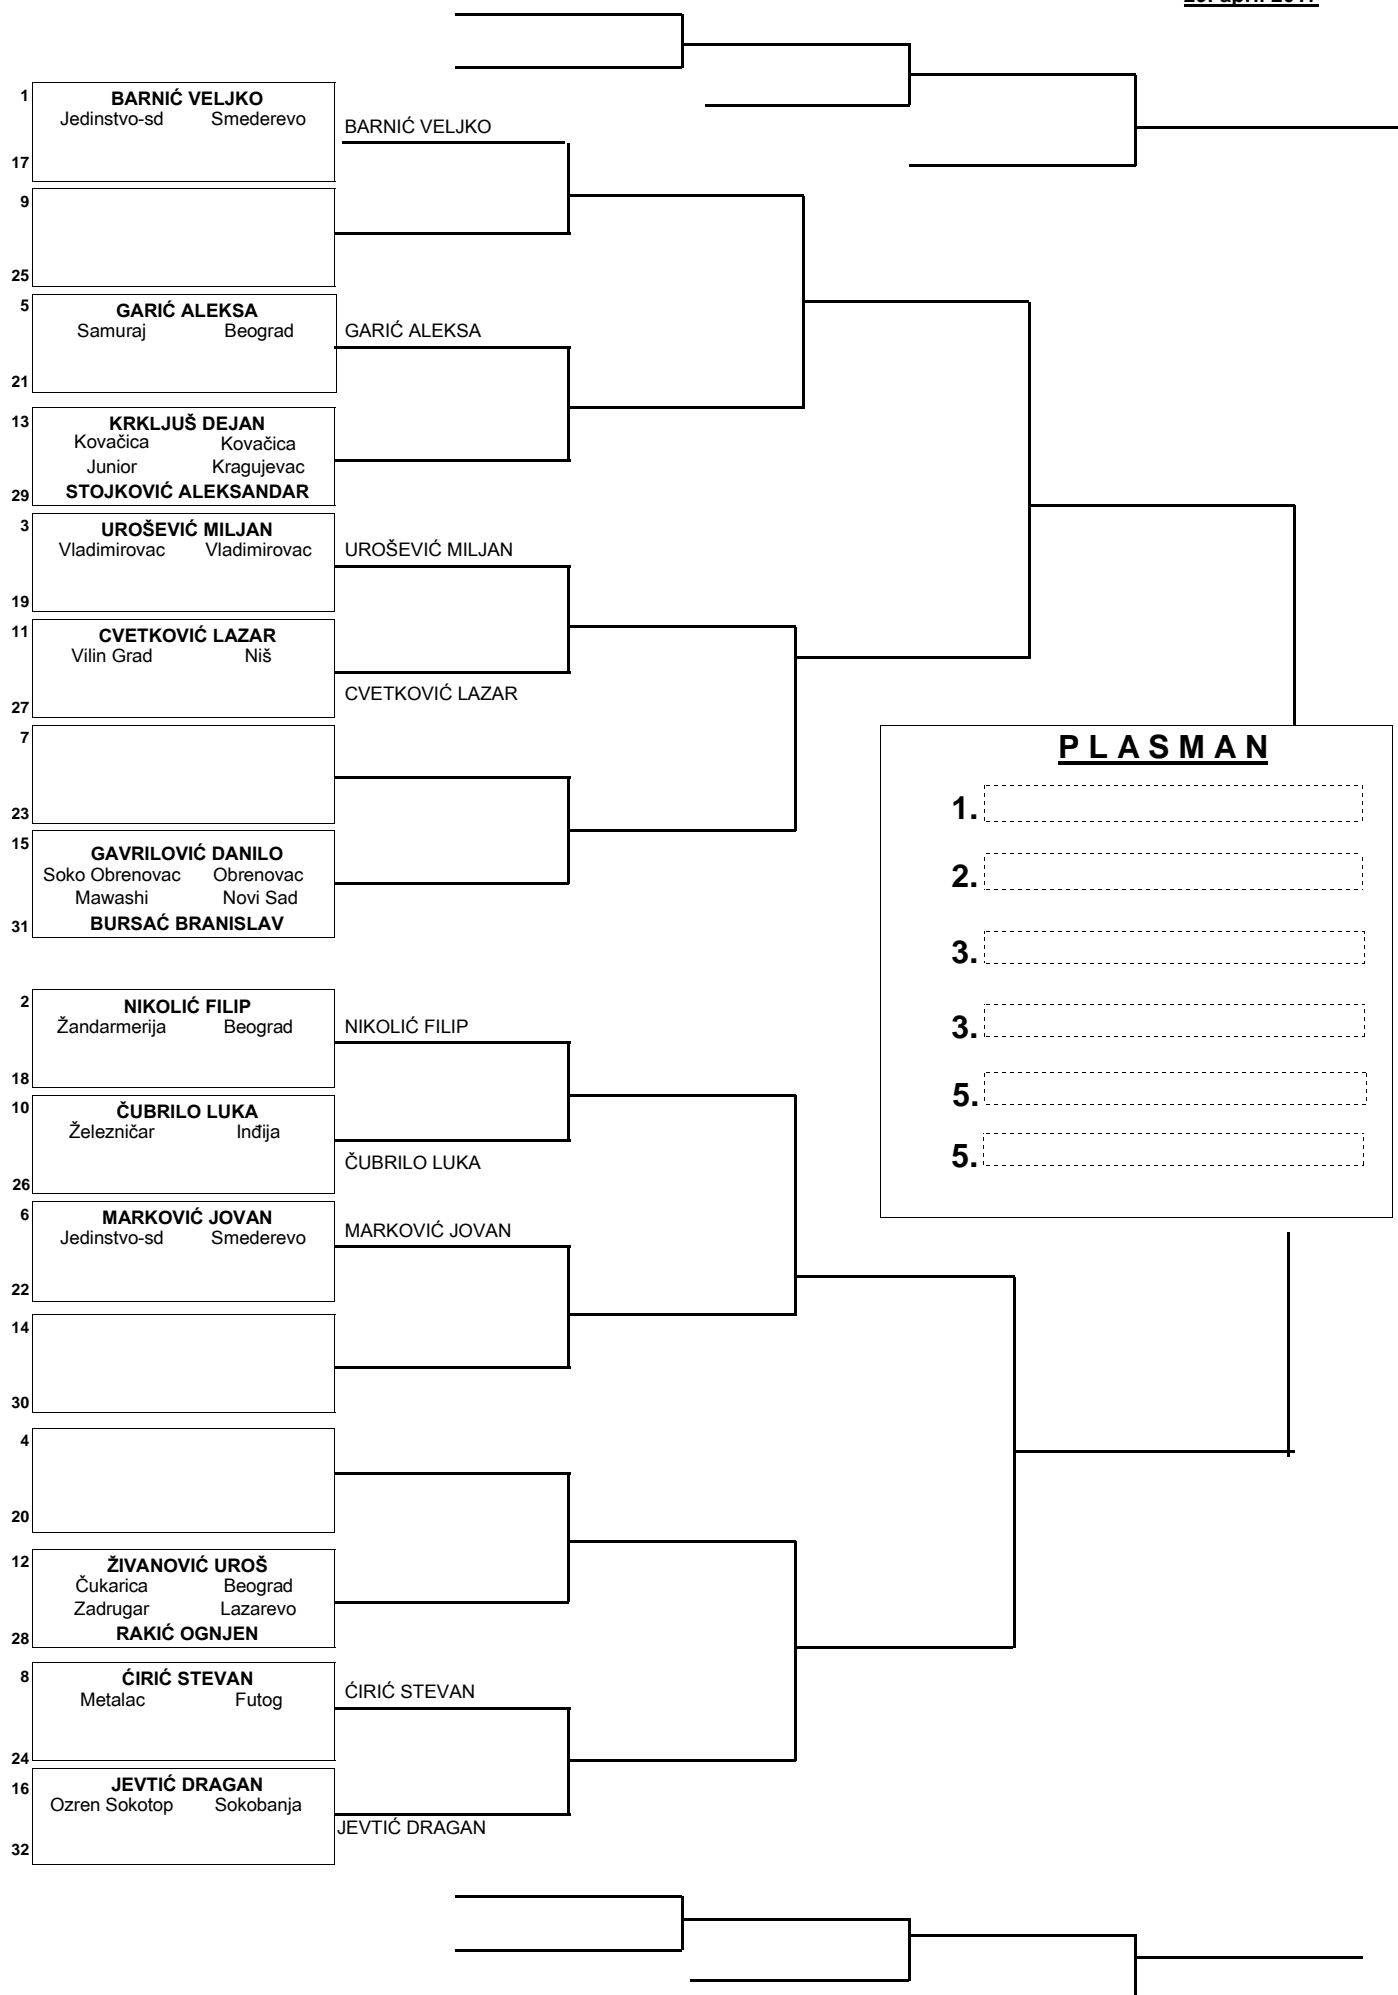 1
BARNIĆ VELJKO
Jedinstvo-sd Smederevo
BARNIĆ VELJKO
17
9
25
5
GARIĆ ALEKSA
Samuraj Beograd
GARIĆ ALEKSA
21
13
KRKLJUŠ DEJAN
Kovačica Kovačica
Junior Kragujevac
29
STOJKOVIĆ ALEKSANDAR
3
UROŠEVIĆ MILJAN
Vladimirovac Vladimirovac
UROŠEVIĆ MILJAN
19
11
CVETKOVIĆ LAZAR
Vilin Grad Niš
CVETKOVIĆ LAZAR
27
7
23
15
GAVRILOVIĆ DANILO
Soko Obrenovac Obrenovac
Mawashi Novi Sad
31
BURSAĆ BRANISLAV
PLASMAN
1.
2.
3.
3.
5.
5.
2
NIKOLIĆ FILIP
Žandarmerija Beograd
NIKOLIĆ FILIP
18
10
ČUBRILO LUKA
Železničar Inđija
ČUBRILO LUKA
26
6
MARKOVIĆ JOVAN
Jedinstvo-sd Smederevo
MARKOVIĆ JOVAN
22
14
30
4
20
12
ŽIVANOVIĆ UROŠ
Čukarica Beograd
Zadrugar Lazarevo
28
RAKIĆ OGNJEN
8
ĆIRIĆ STEVAN
Metalac Futog
ĆIRIĆ STEVAN
24
16
JEVTIĆ DRAGAN
Ozren Sokotop Sokobanja
JEVTIĆ DRAGAN
32